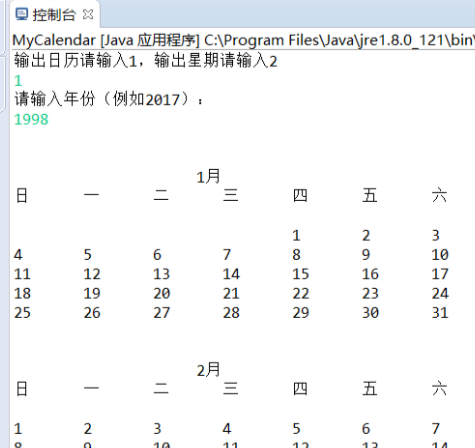 控制台
MyCalendar [Java 应用程序] C:\Program Files\Java\jre1.8.0_121\bin\
输出日历请输入1，输出星期请输入2
1
请输入年份（例如2017）：
1998
1月
日 一 二 三 四 五 六
1 2 3
4 5 6 7 8 9 10
11 12 13 14 15 16 17
18 19 20 21 22 23 24
25 26 27 28 29 30 31
2月
日 一 二 三 四 五 六
1 2 3 4 5 6 7
8 9 10 11 12 13 14